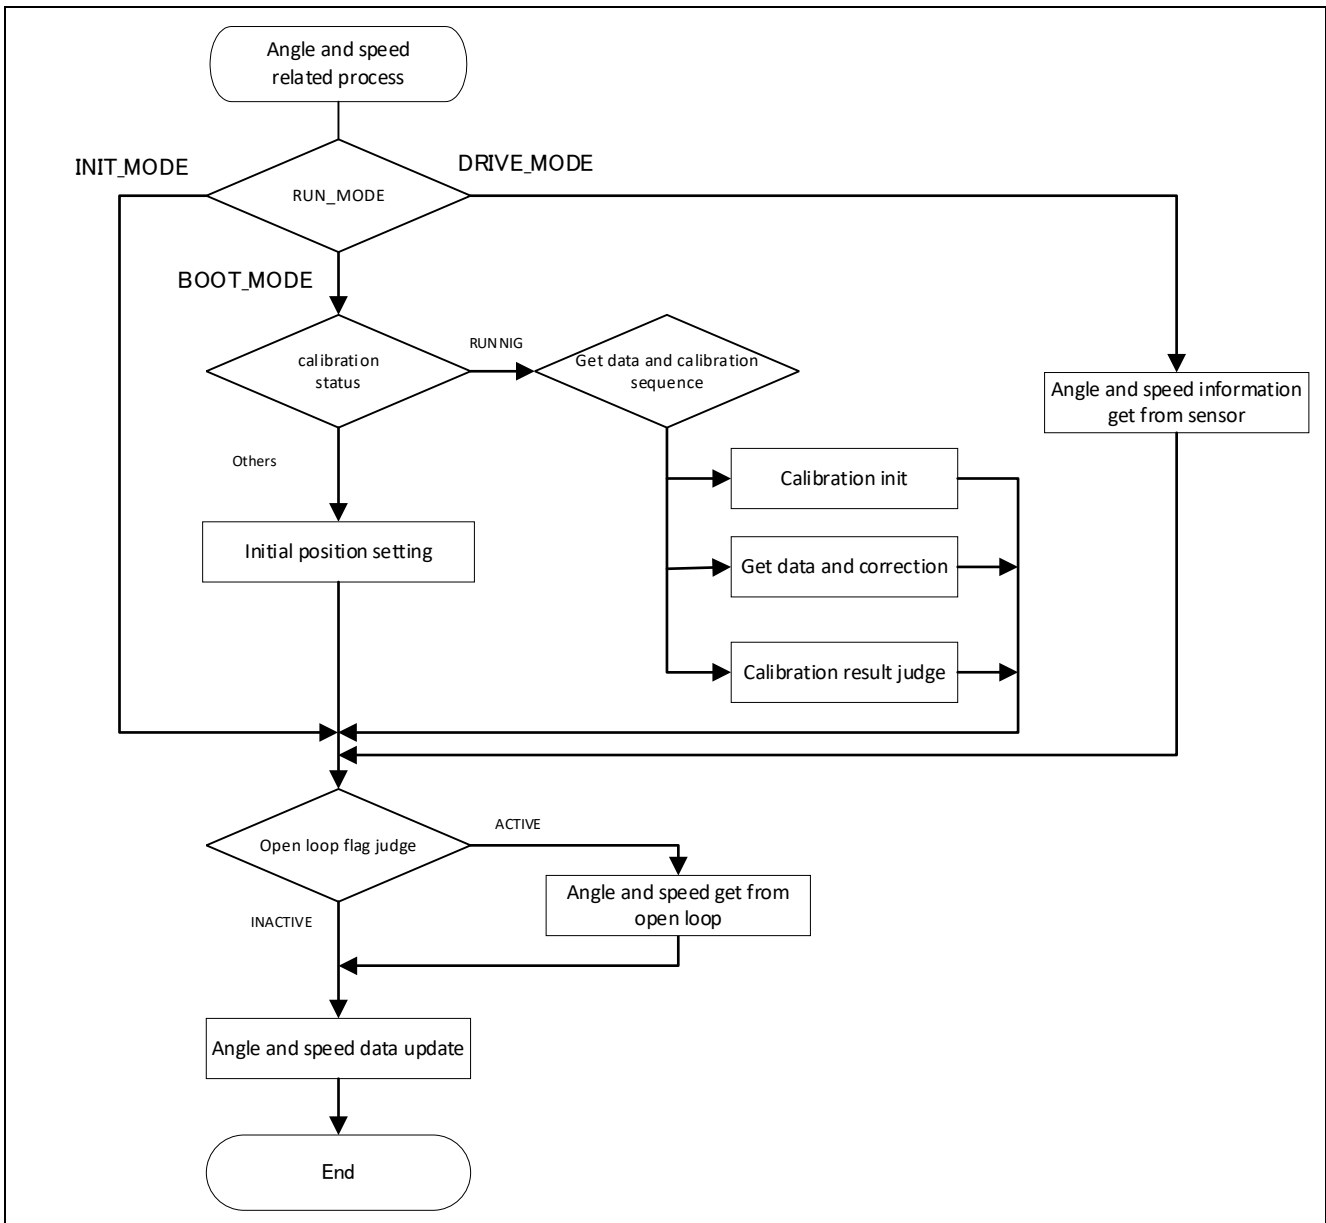 Angle and speed
related process
INIT_MODE
DRIVE_MODE
RUN_MODE
BOOT_MODE
calibration
status
RUNNIG
Get data and calibration
sequence
Angle and speed information
get from sensor
Others
Calibration init
Initial position setting
Get data and correction
Calibration result judge
Open loop flag judge
ACTIVE
Angle and speed get from
open loop
INACTIVE
Angle and speed data update
End